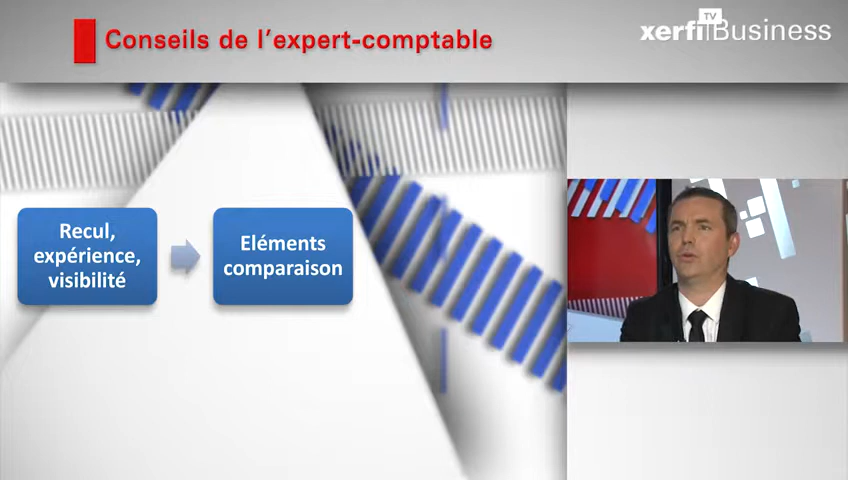 Conseils de l'expert-comptable
TV
xerfi Business
Recul,
expérience,
visibilité
Eléments
comparaison